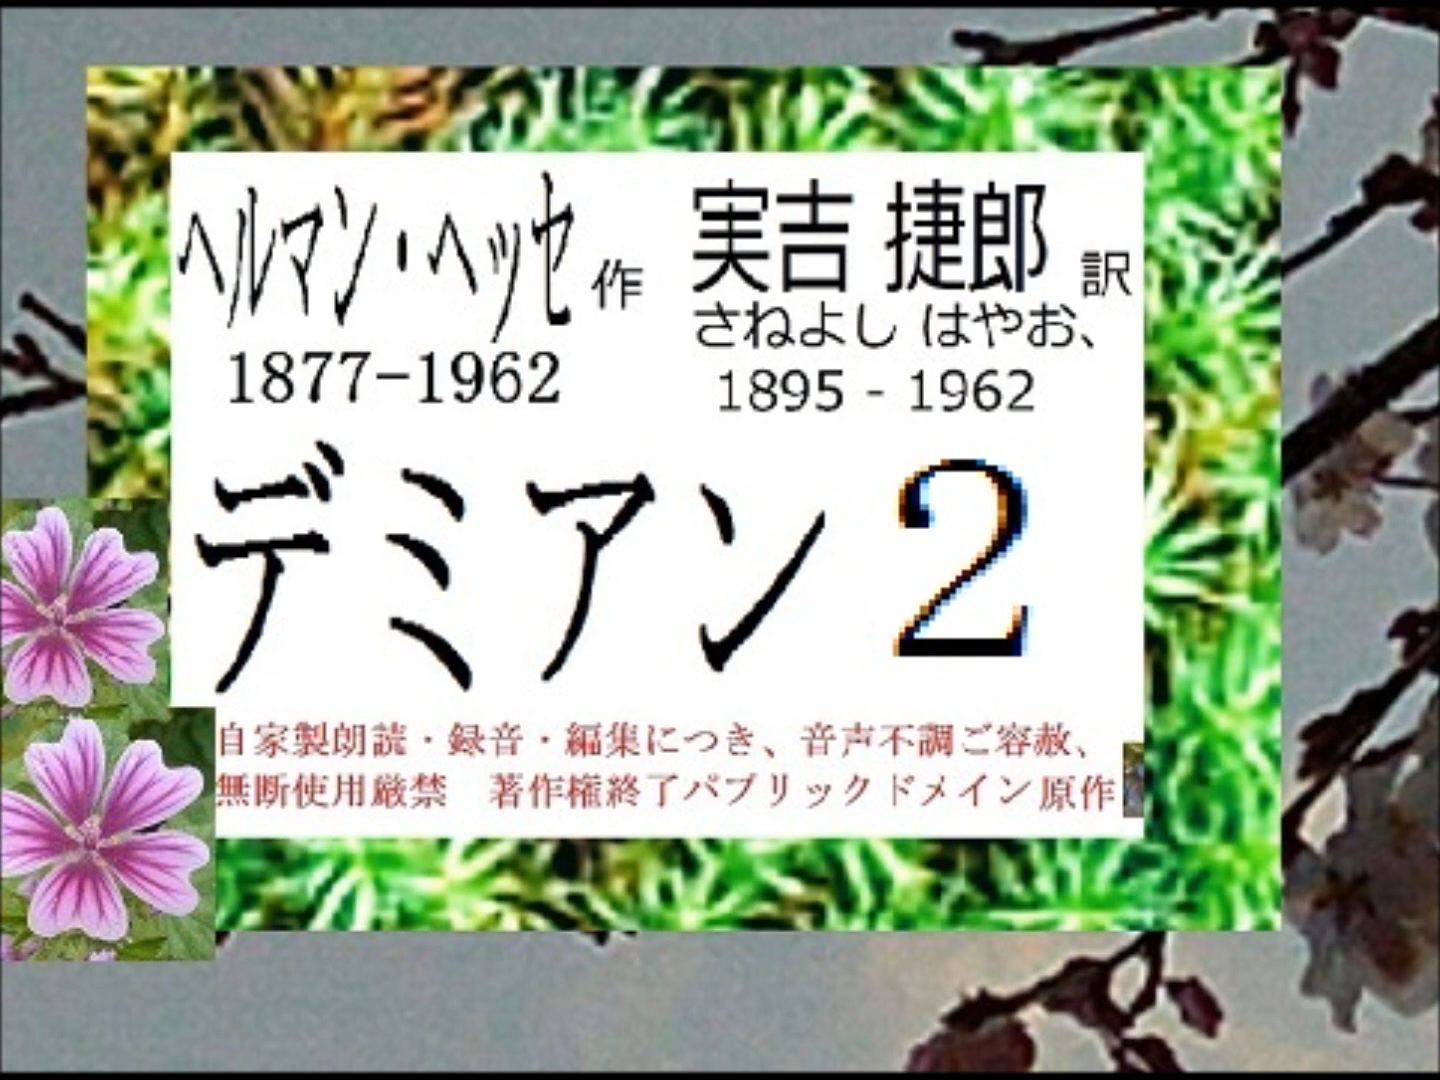 ヘルマン・ヘッセ 作
1877−1962
実吉 捷郎 訳
さねよし はやお、
1895 - 1962
デミアン 2
自家製朗読・録音・編集につき、音声不調ご容赦、
無断使用厳禁　著作権終了パブリックドメイン原作